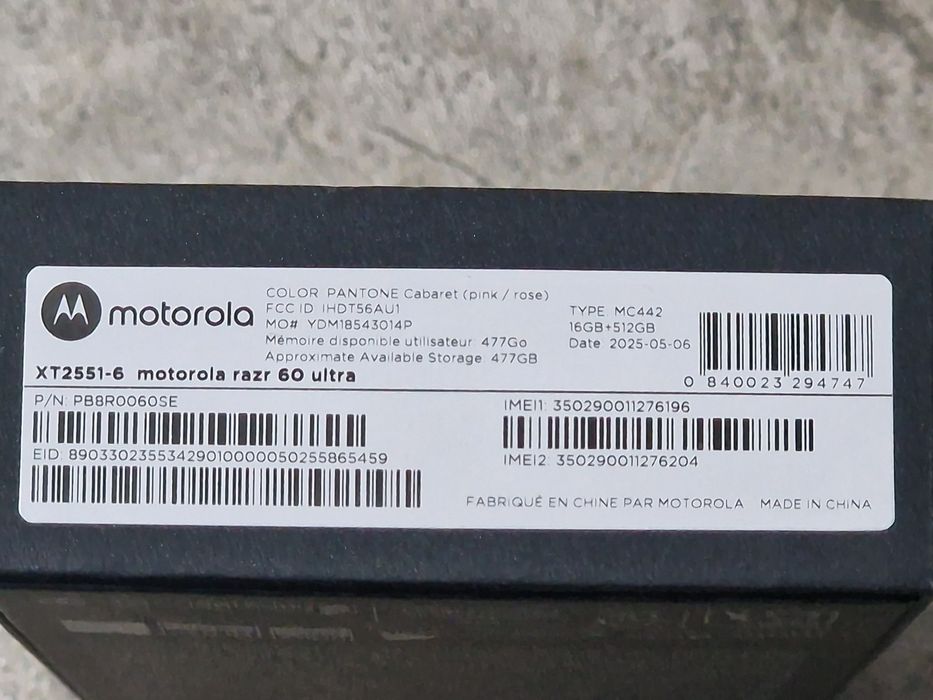 motorola
COLOR PANTONE Cabaret (pink / rose)
FCC ID IHDT56AU1
MO# YDM18543014P
Mémoire disponible utilisateur: 477Go
Approximate Available Storage: 477GB
TYPE: MC442
16GB+512GB
Date: 2025-05-06
0 840023 294747
XT2551-6 motorola razr 60 ultra
P/N: PB8R0060SE
EID: 89033023553429010000050255865459
IMEI1: 350290011276196
IMEI2: 350290011276204
FABRIQUÉ EN CHINE PAR MOTOROLA MADE IN CHINA